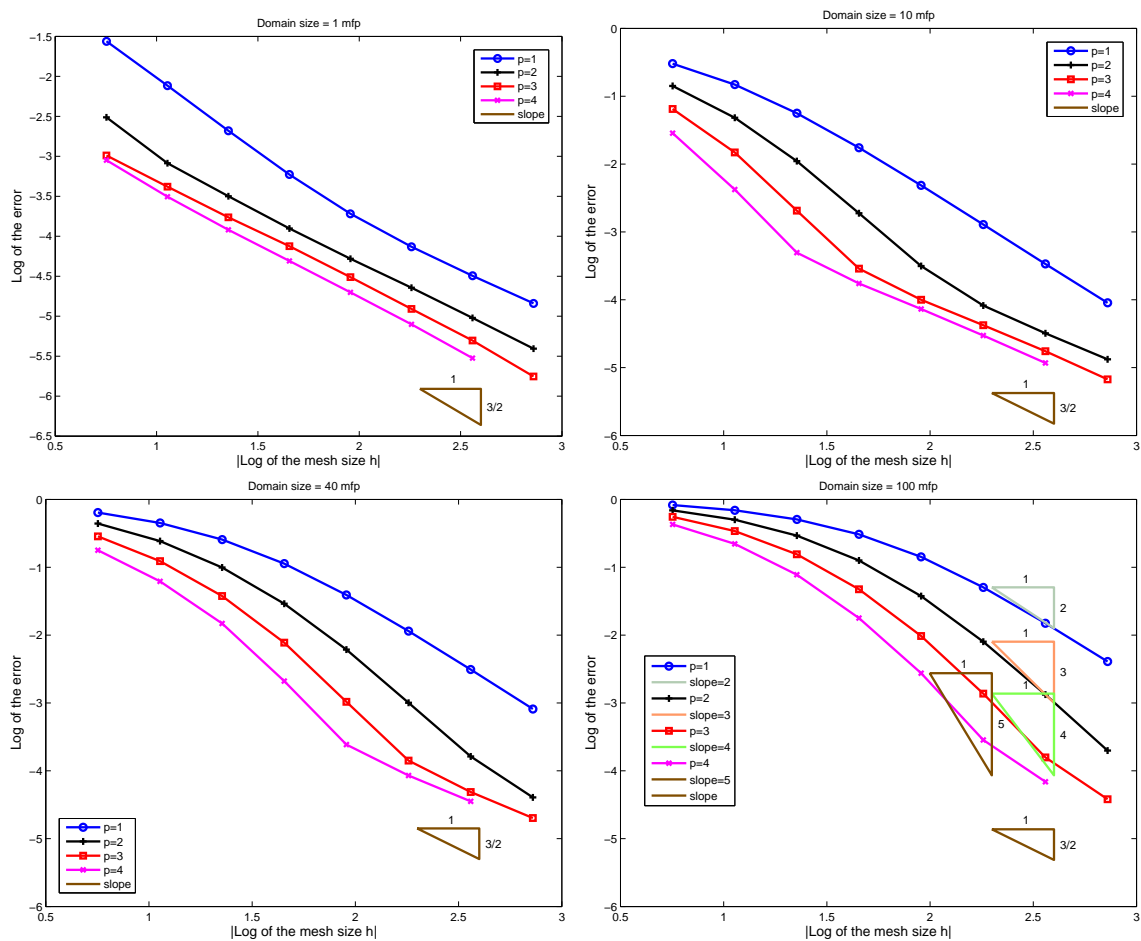 Domain size = 1 mfp
-1.5
-2
-2.5
-3
-3.5
-4
-4.5
-5
-5.5
-6
-6.5
Log of the error
p=1
p=2
p=3
p=4
slope
1
3/2
0.5
1
1.5
2
2.5
3
|Log of the mesh size h|
Domain size = 10 mfp
0
-1
-2
-3
-4
-5
-6
Log of the error
p=1
p=2
p=3
p=4
slope
1
3/2
0.5
1
1.5
2
2.5
3
|Log of the mesh size h|
Domain size = 40 mfp
0
-1
-2
-3
-4
-5
-6
Log of the error
p=1
p=2
p=3
p=4
slope
1
3/2
0.5
1
1.5
2
2.5
3
|Log of the mesh size h|
Domain size = 100 mfp
0
-1
-2
-3
-4
-5
-6
Log of the error
1
2
1
3
1
4
1
5
p=1
slope=2
p=2
slope=3
p=3
slope=4
p=4
slope=5
slope
1
3/2
0.5
1
1.5
2
2.5
3
|Log of the mesh size h|